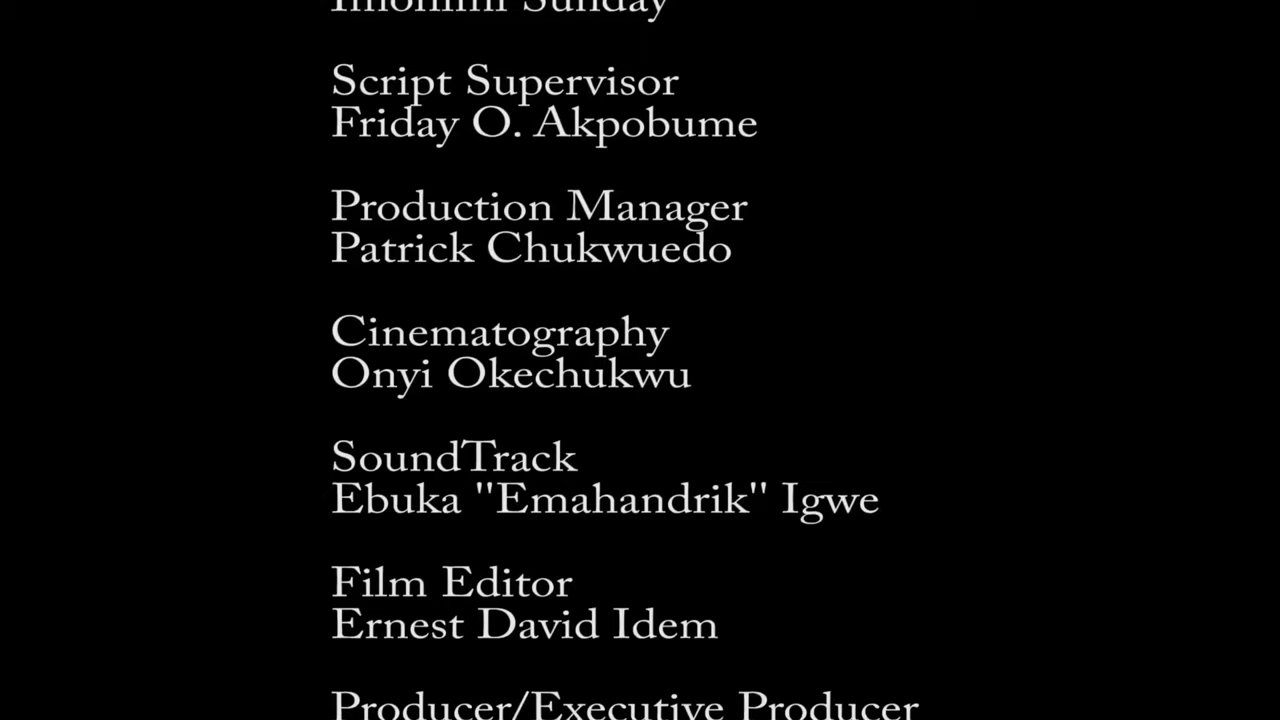 Sunday
Script Supervisor
Friday O. Akpobume
Production Manager
Patrick Chukwuedo
Cinematography
Onyi Okechukwu
SoundTrack
Ebuka "Emahandrik" Igwe
Film Editor
Ernest David Idem
Producer/Executive Producer